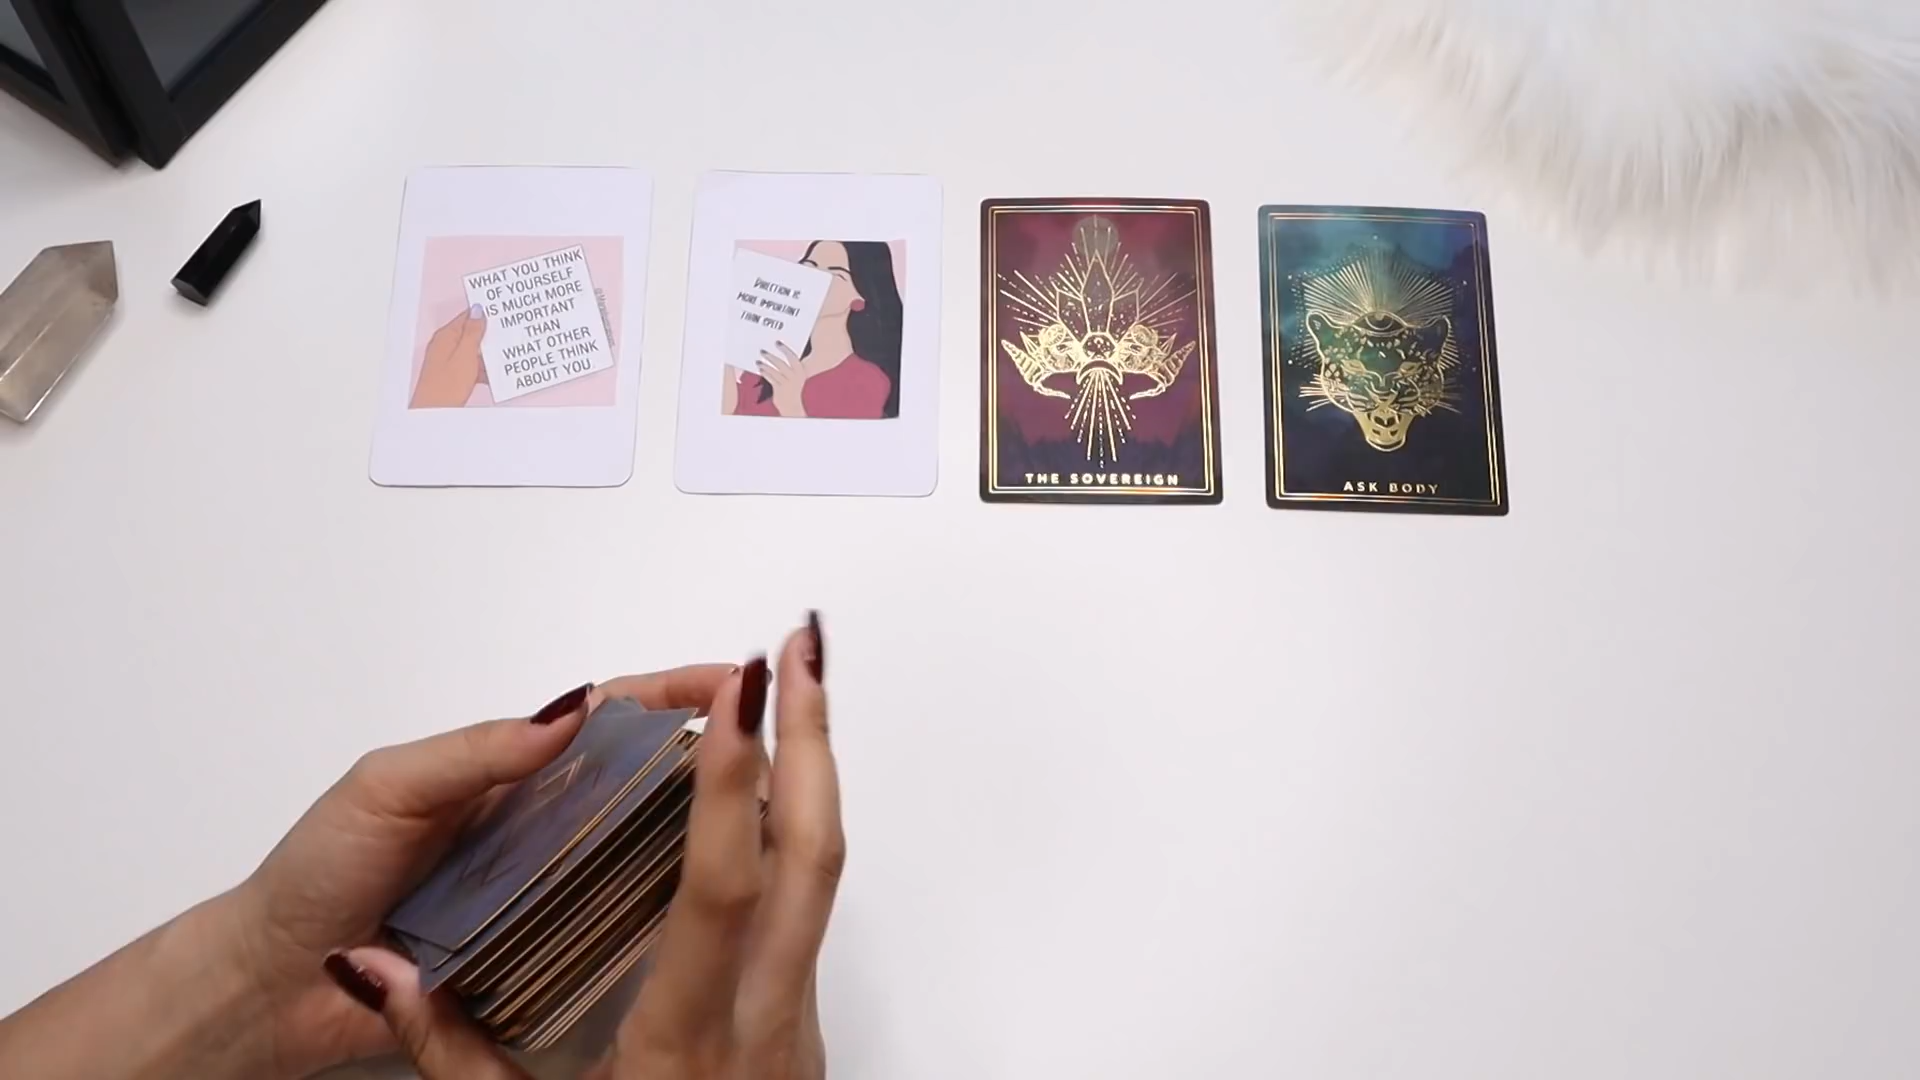 WHAT YOU THINK
OF YOURSELF
IS MUCH MORE
IMPORTANT
THAN
WHAT OTHER
PEOPLE THINK
ABOUT YOU
DIRECTION IS
MORE IMPORTANT
THAN SPEED
THE SOVEREIGN
ASK BODY